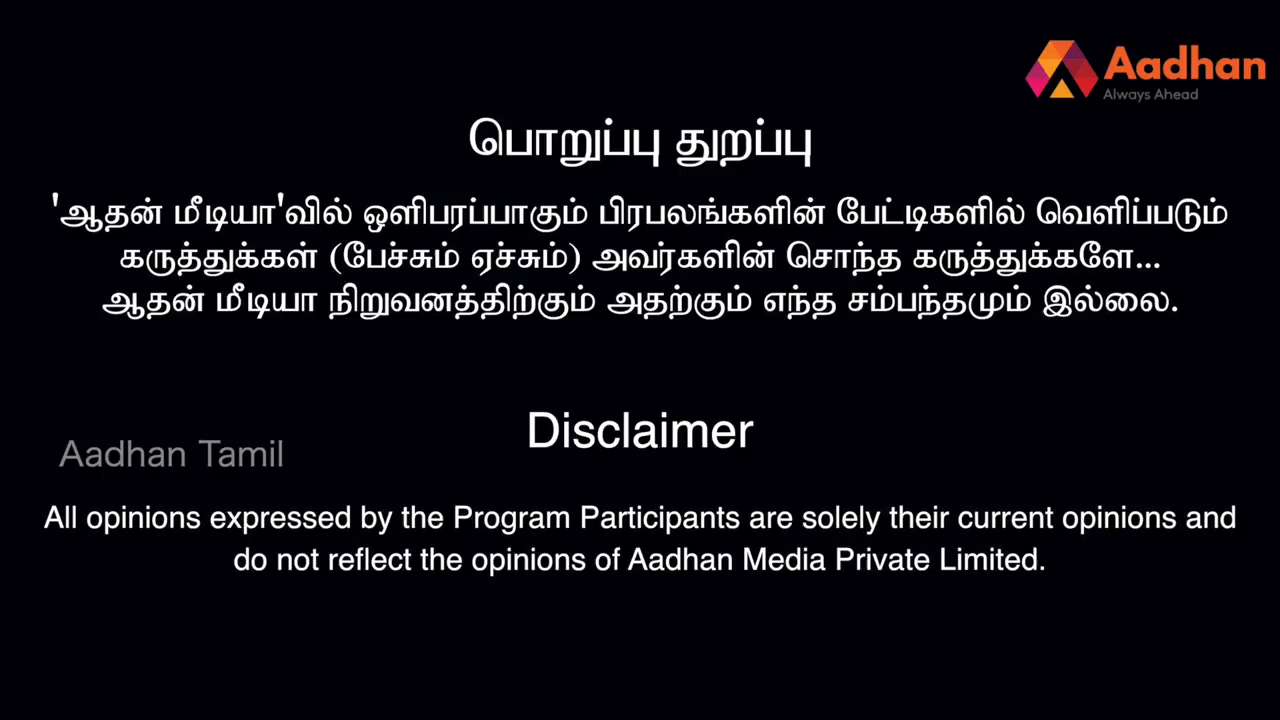 Aadhan
Always Ahead
பொறுப்பு துறப்பு
'ஆதன் மீடியா'வில் ஒளிபரப்பாகும் பிரபலங்களின் பேட்டிகளில் வெளிப்படும்
கருத்துக்கள் (பேச்சும் ஏச்சும்) அவர்களின் சொந்த கருத்துக்களே...
ஆதன் மீடியா நிறுவனத்திற்கும் அதற்கும் எந்த சம்பந்தமும் இல்லை.
Disclaimer
Aadhan Tamil
All opinions expressed by the Program Participants are solely their current opinions and
do not reflect the opinions of Aadhan Media Private Limited.